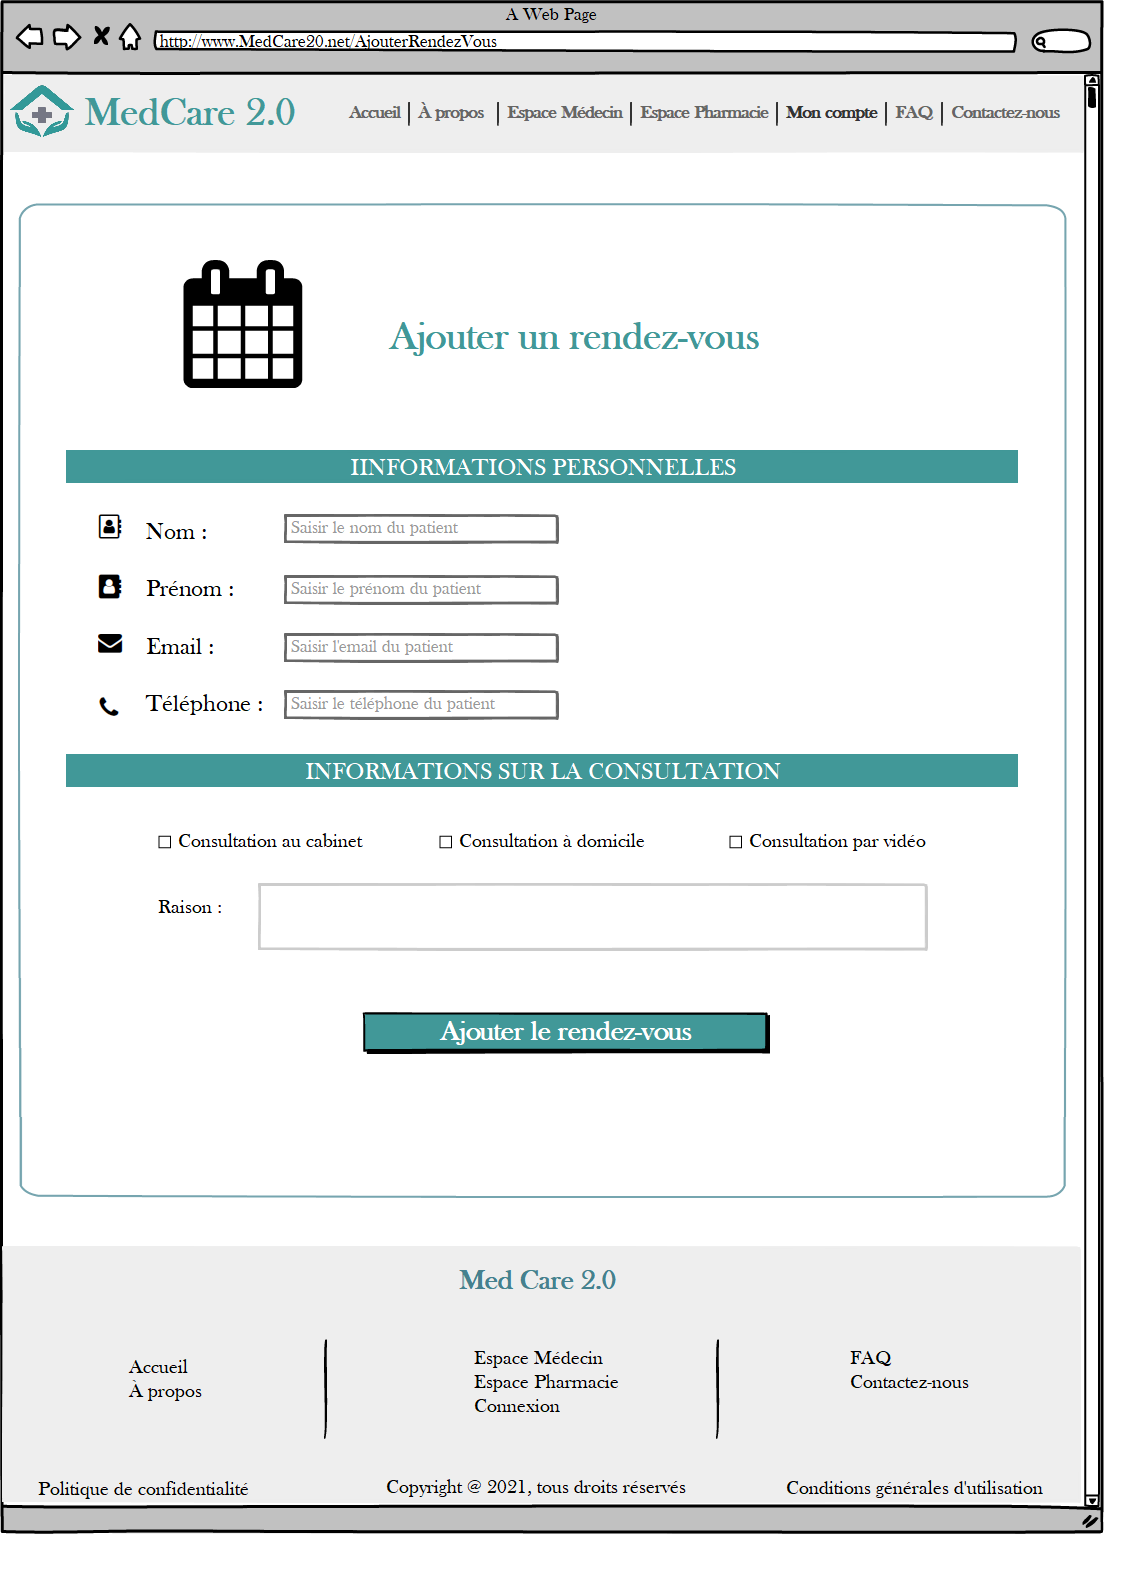 A Web Page
http://www.MedCare20.net/AjouterRendezVous
MedCare 2.0
Accueil | À propos | Espace Médecin | Espace Pharmacie | Mon compte | FAQ | Contactez-nous
Ajouter un rendez-vous
IINFORMATIONS PERSONNELLES
Nom : Saisir le nom du patient
Prénom : Saisir le prénom du patient
Email : Saisir l'email du patient
Téléphone : Saisir le téléphone du patient
INFORMATIONS SUR LA CONSULTATION
Consultation au cabinet Consultation à domicile Consultation par vidéo
Raison :
Ajouter le rendez-vous
Med Care 2.0
Accueil
À propos
Espace Médecin
Espace Pharmacie
Connexion
FAQ
Contactez-nous
Politique de confidentialité Copyright @ 2021, tous droits réservés Conditions générales d'utilisation